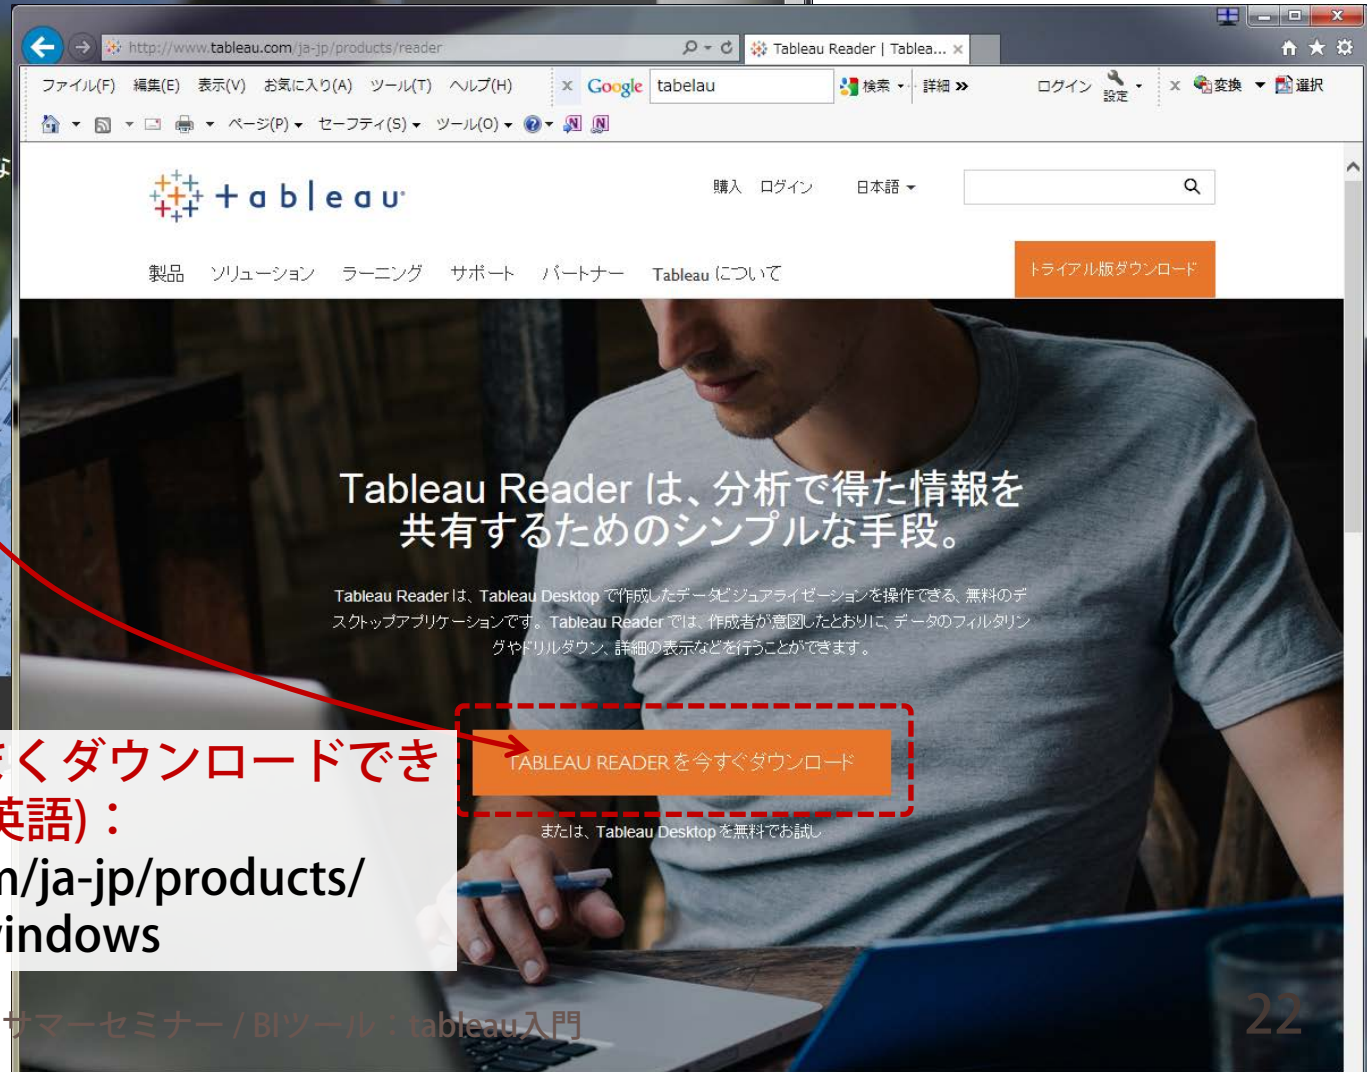 http://www.tableau.com/ja-jp/products/reader
Tableau Reader | Tablea...
ファイル(F) 編集(E) 表示(V) お気に入り(A) ツール(T) ヘルプ(H)
x Google tabelau 検索 詳細 »
ログイン 設定 x 変換 選択
ページ(P) セーフティ(S) ツール(O)
な
+ableau
購入 ログイン 日本語
製品 ソリューション ラーニング サポート パートナー Tableau について
トライアル版ダウンロード
Tableau Reader は、分析で得た情報を
共有するためのシンプルな手段。
Tableau Reader は、Tableau Desktop で作成したデータビジュアライゼーションを操作できる、無料のデ
スクトップアプリケーションです。Tableau Reader では、作成者が意図したとおりに、データのフィルタリン
グやドリルダウン、詳細の表示などを行うことができます。
くダウンロードでき
英語)：
TABLEAU READER を今すぐダウンロード
または、Tableau Desktop を無料でお試し
m/ja-jp/products/
windows
サマーセミナー / BIツール：tableau入門
22